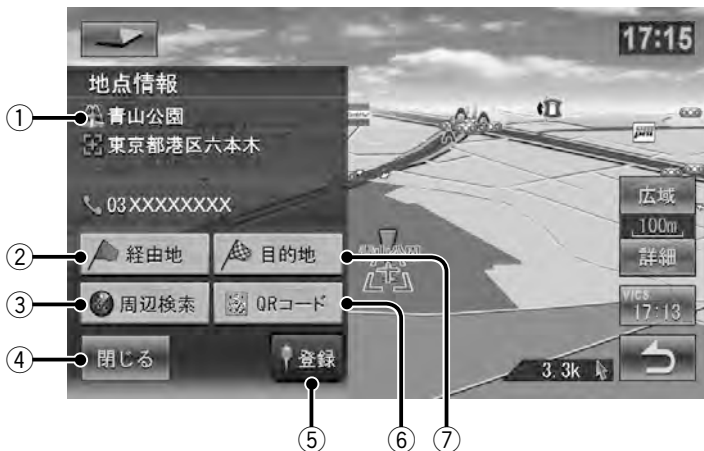 17:15
地点情報
① 青山公園
東京都港区六本木
03XXXXXXXX
② 経由地
目的地
③ 周辺検索
QRコード
④ 閉じる
登録
広域
100m
詳細
VICS
17:13
3.3k
⑤ ⑥ ⑦